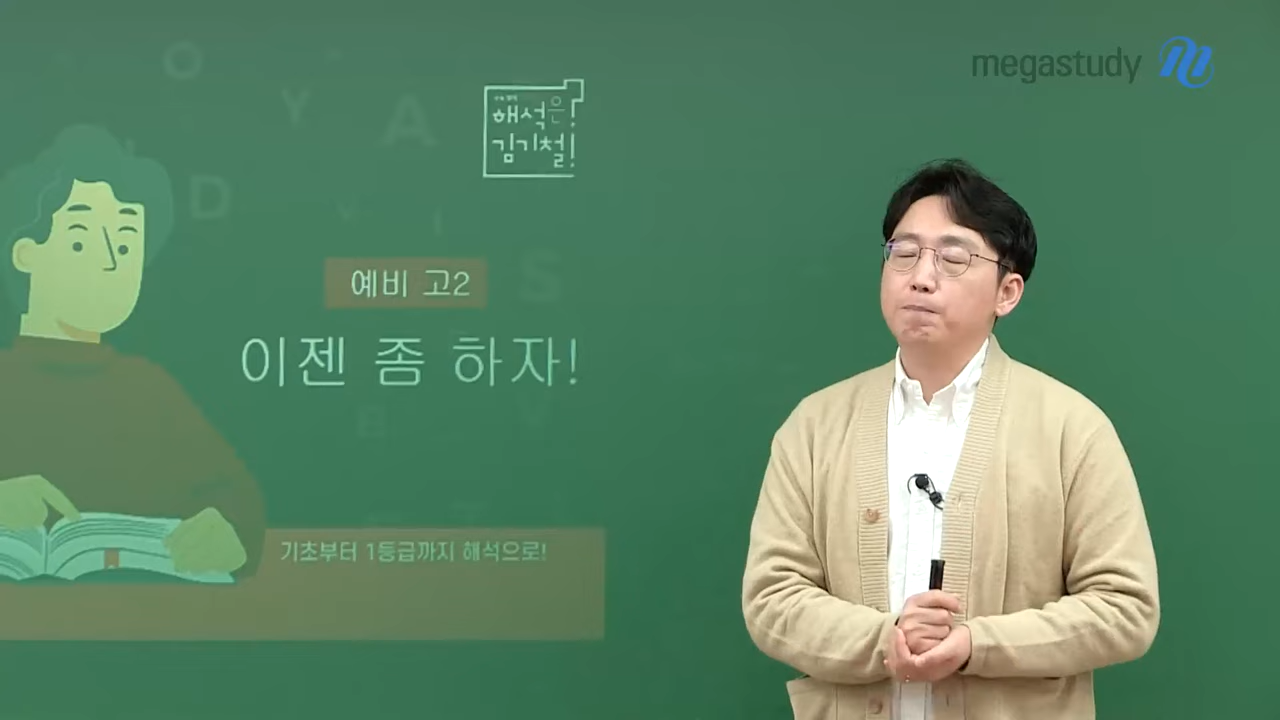 megastudy
해석은!
김기철!
예비 고2
이젠 좀 하자!
기초부터 1등급까지 해석으로!